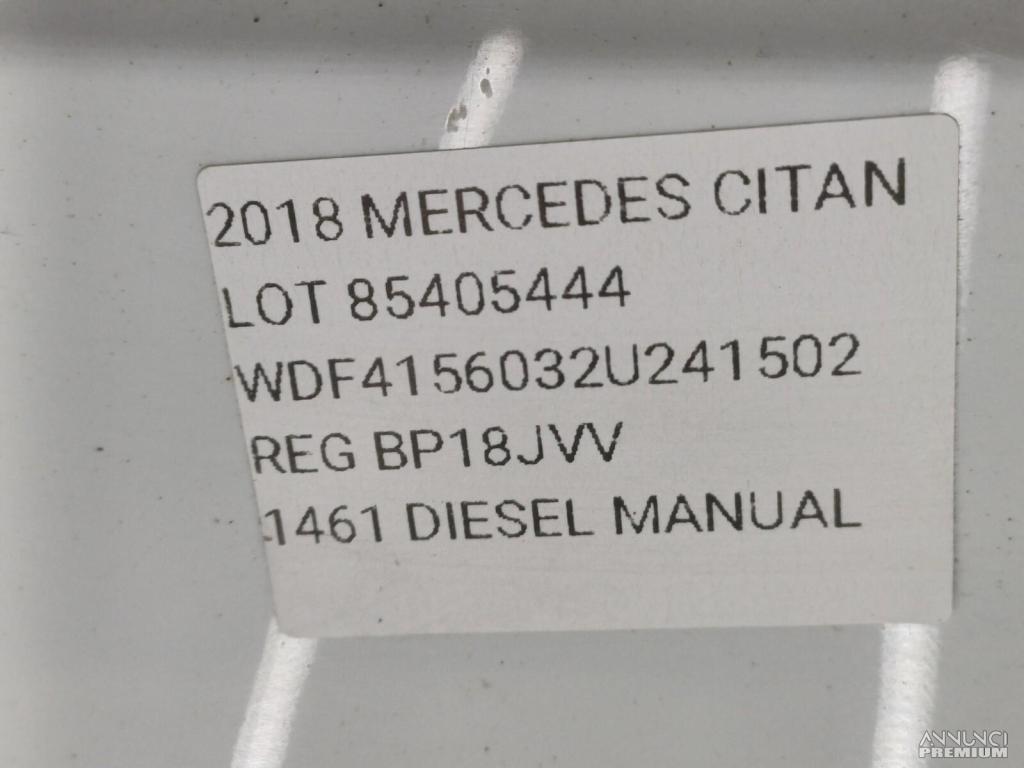 2018 MERCEDES CITAN
LOT 85405444
WDF4156032U241502
REG BP18JVV
1461 DIESEL MANUAL
ANNUNCI
PREMIUM